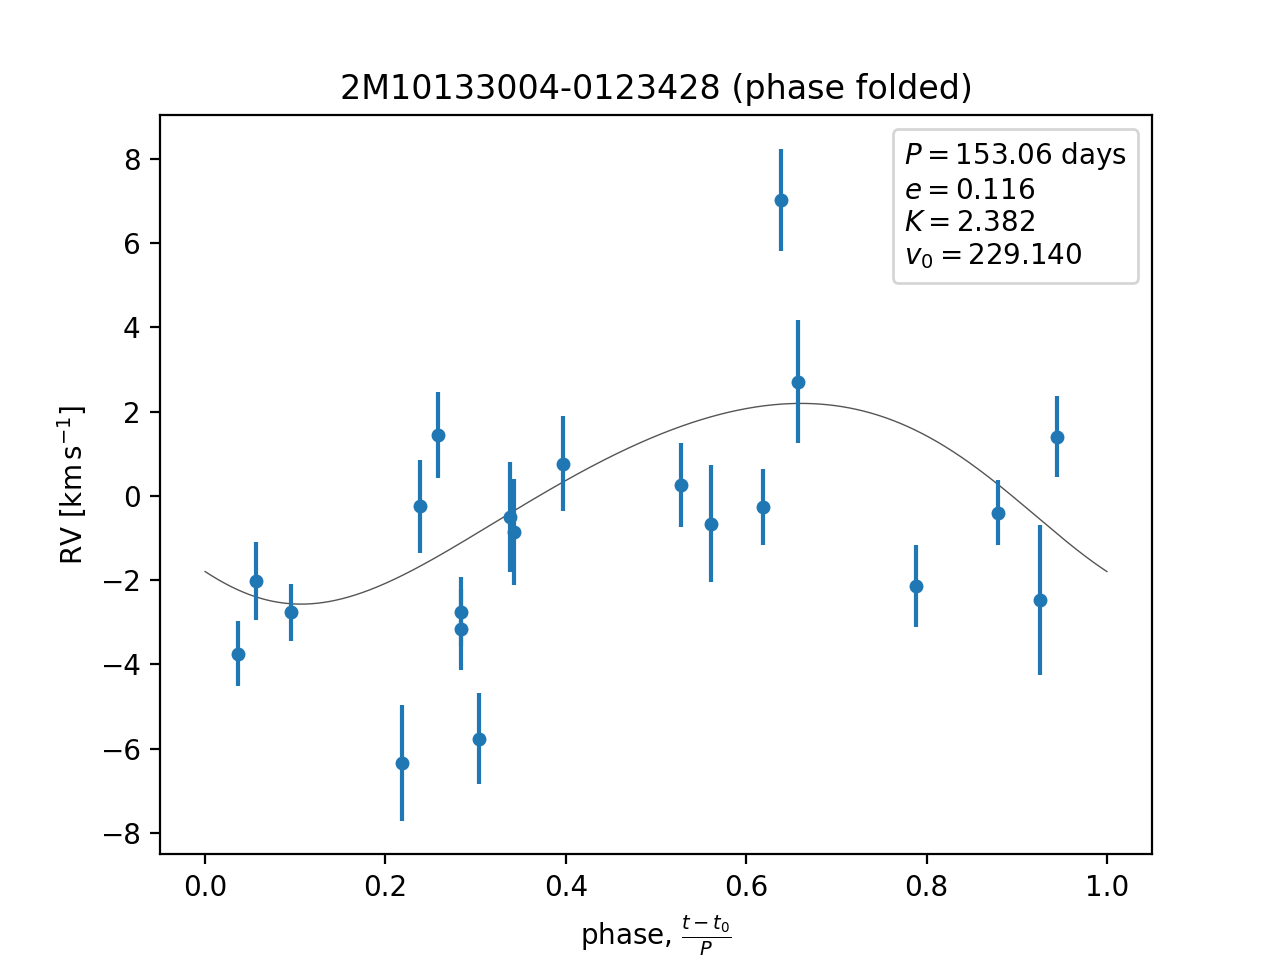 2M10133004-0123428 (phase folded)
P = 153.06 days
e = 0.116
K = 2.382
v₀ = 229.140
RV [km s⁻¹]
8
6
4
2
0
−2
−4
−6
−8
0.0 0.2 0.4 0.6 0.8 1.0
phase, (t − t₀)/P